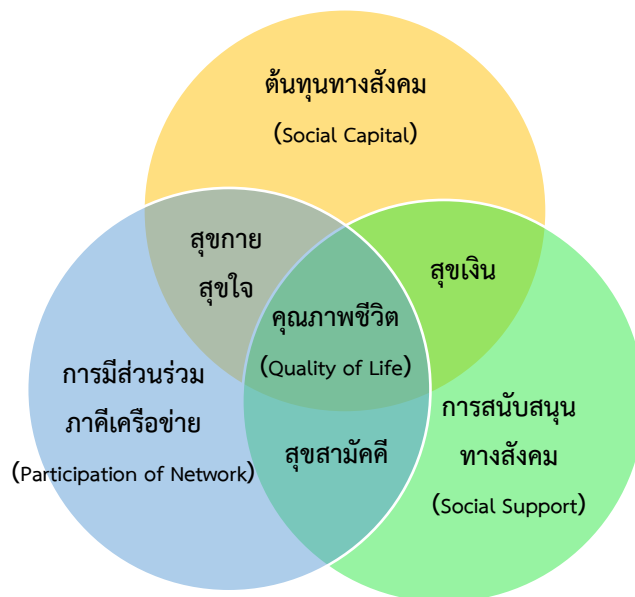 ต้นทุนทางสังคม
(Social Capital)
สุขกาย
สุขใจ
สุขเงิน
คุณภาพชีวิต
(Quality of Life)
การมีส่วนร่วม
ภาคีเครือข่าย
(Participation of Network)
การสนับสนุน
ทางสังคม
(Social Support)
สุขสามัคคี